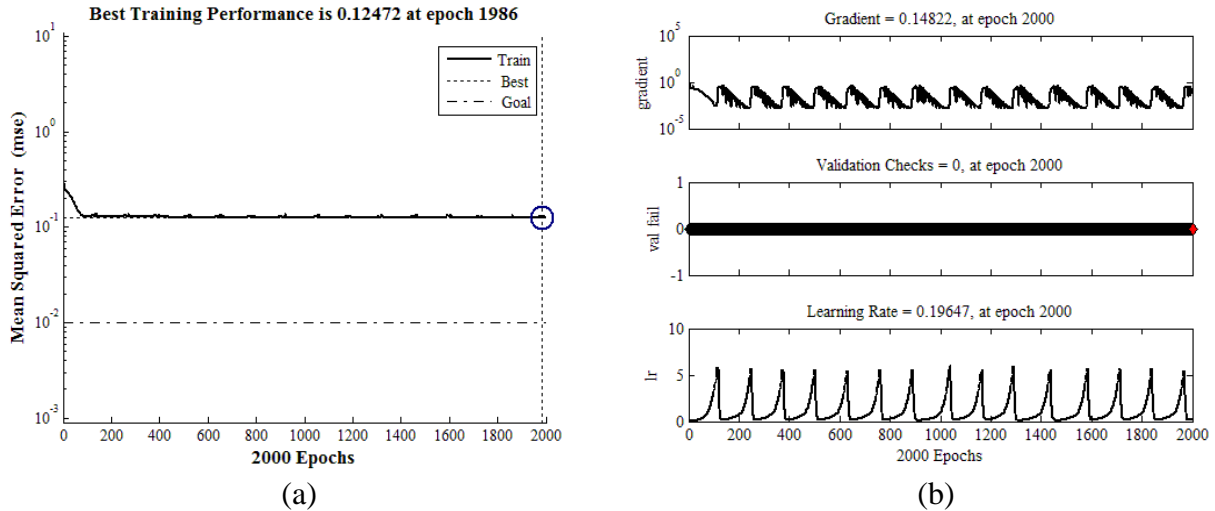 Best Training Performance is 0.12472 at epoch 1986
10^1
10^0
10^-1
10^-2
10^-3
Mean Squared Error (mse)
Train
Best
Goal
0 200 400 600 800 1000 1200 1400 1600 1800 2000
2000 Epochs
(a)
Gradient = 0.14822, at epoch 2000
10^5
10^0
10^-5
gradient
Validation Checks = 0, at epoch 2000
1
0
-1
val fail
Learning Rate = 0.19647, at epoch 2000
10
5
0
lr
0 200 400 600 800 1000 1200 1400 1600 1800 2000
2000 Epochs
(b)